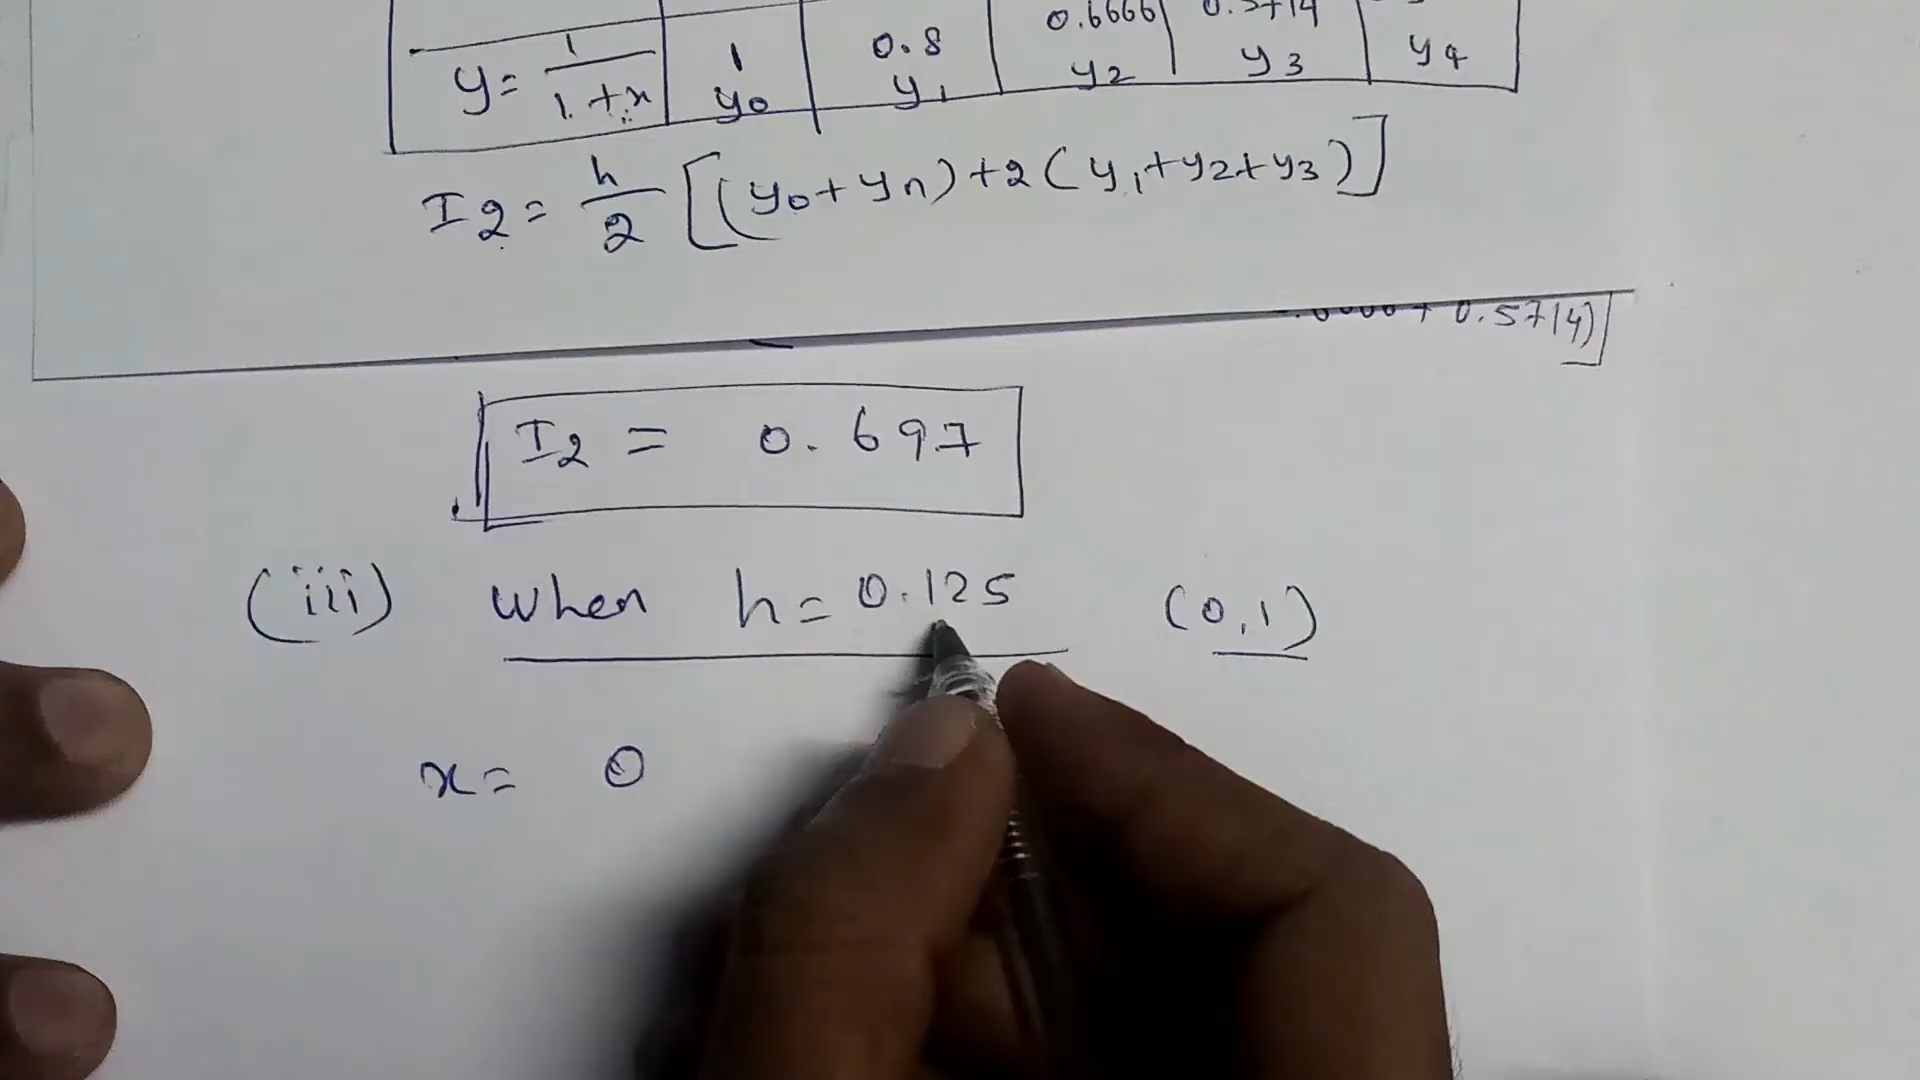 0.6666
y = 1/1+x 1 0.8
y0 y1 y2 y3 y4
I2 = h/2 [(y0+yn)+2(y1+y2+y3)]
+ 0.5714)]
I2 = 0.697
(iii) When h = 0.125 (0,1)
x = 0